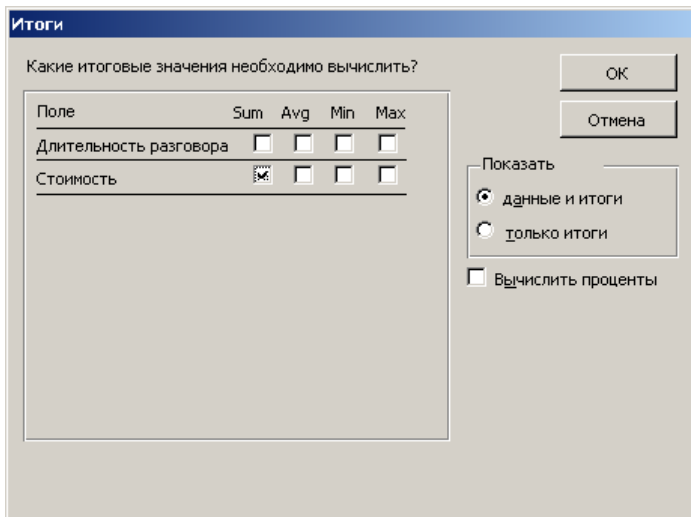 Итоги
Какие итоговые значения необходимо вычислить?
ОК
Отмена
Поле Sum Avg Min Max
Длительность разговора
Стоимость
Показать
данные и итоги
только итоги
Вычислить проценты